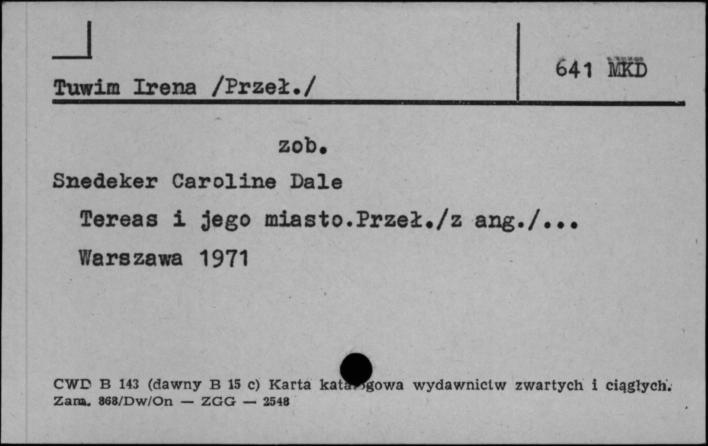 Tuwim Irena /Przeł./
641 MKD
zob.
Snedeker Caroline Dale
Tereas i jego miasto.Przeł./z ang./...
Warszawa 1971
CWD B 143 (dawny B 15 c) Karta katalogowa wydawnictw zwartych i ciągłych.
Zam. 868/Dw/On — ZGG — 2548